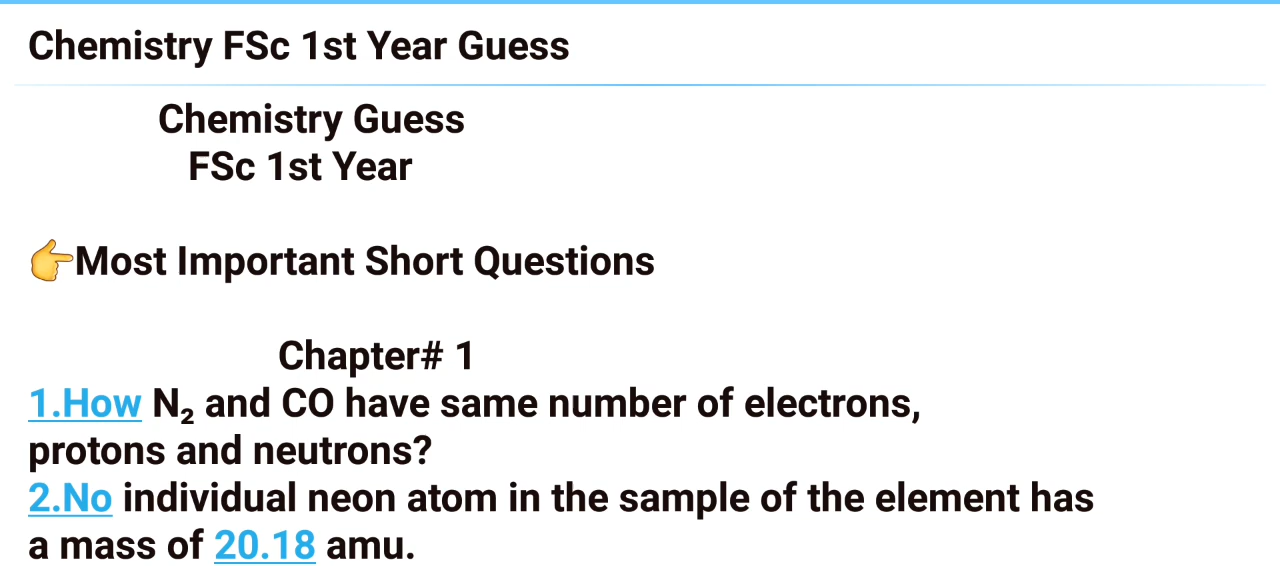 Chemistry FSc 1st Year Guess
Chemistry Guess
FSc 1st Year
👉Most Important Short Questions
Chapter# 1
1.How N₂ and CO have same number of electrons,
protons and neutrons?
2.No individual neon atom in the sample of the element has
a mass of 20.18 amu.